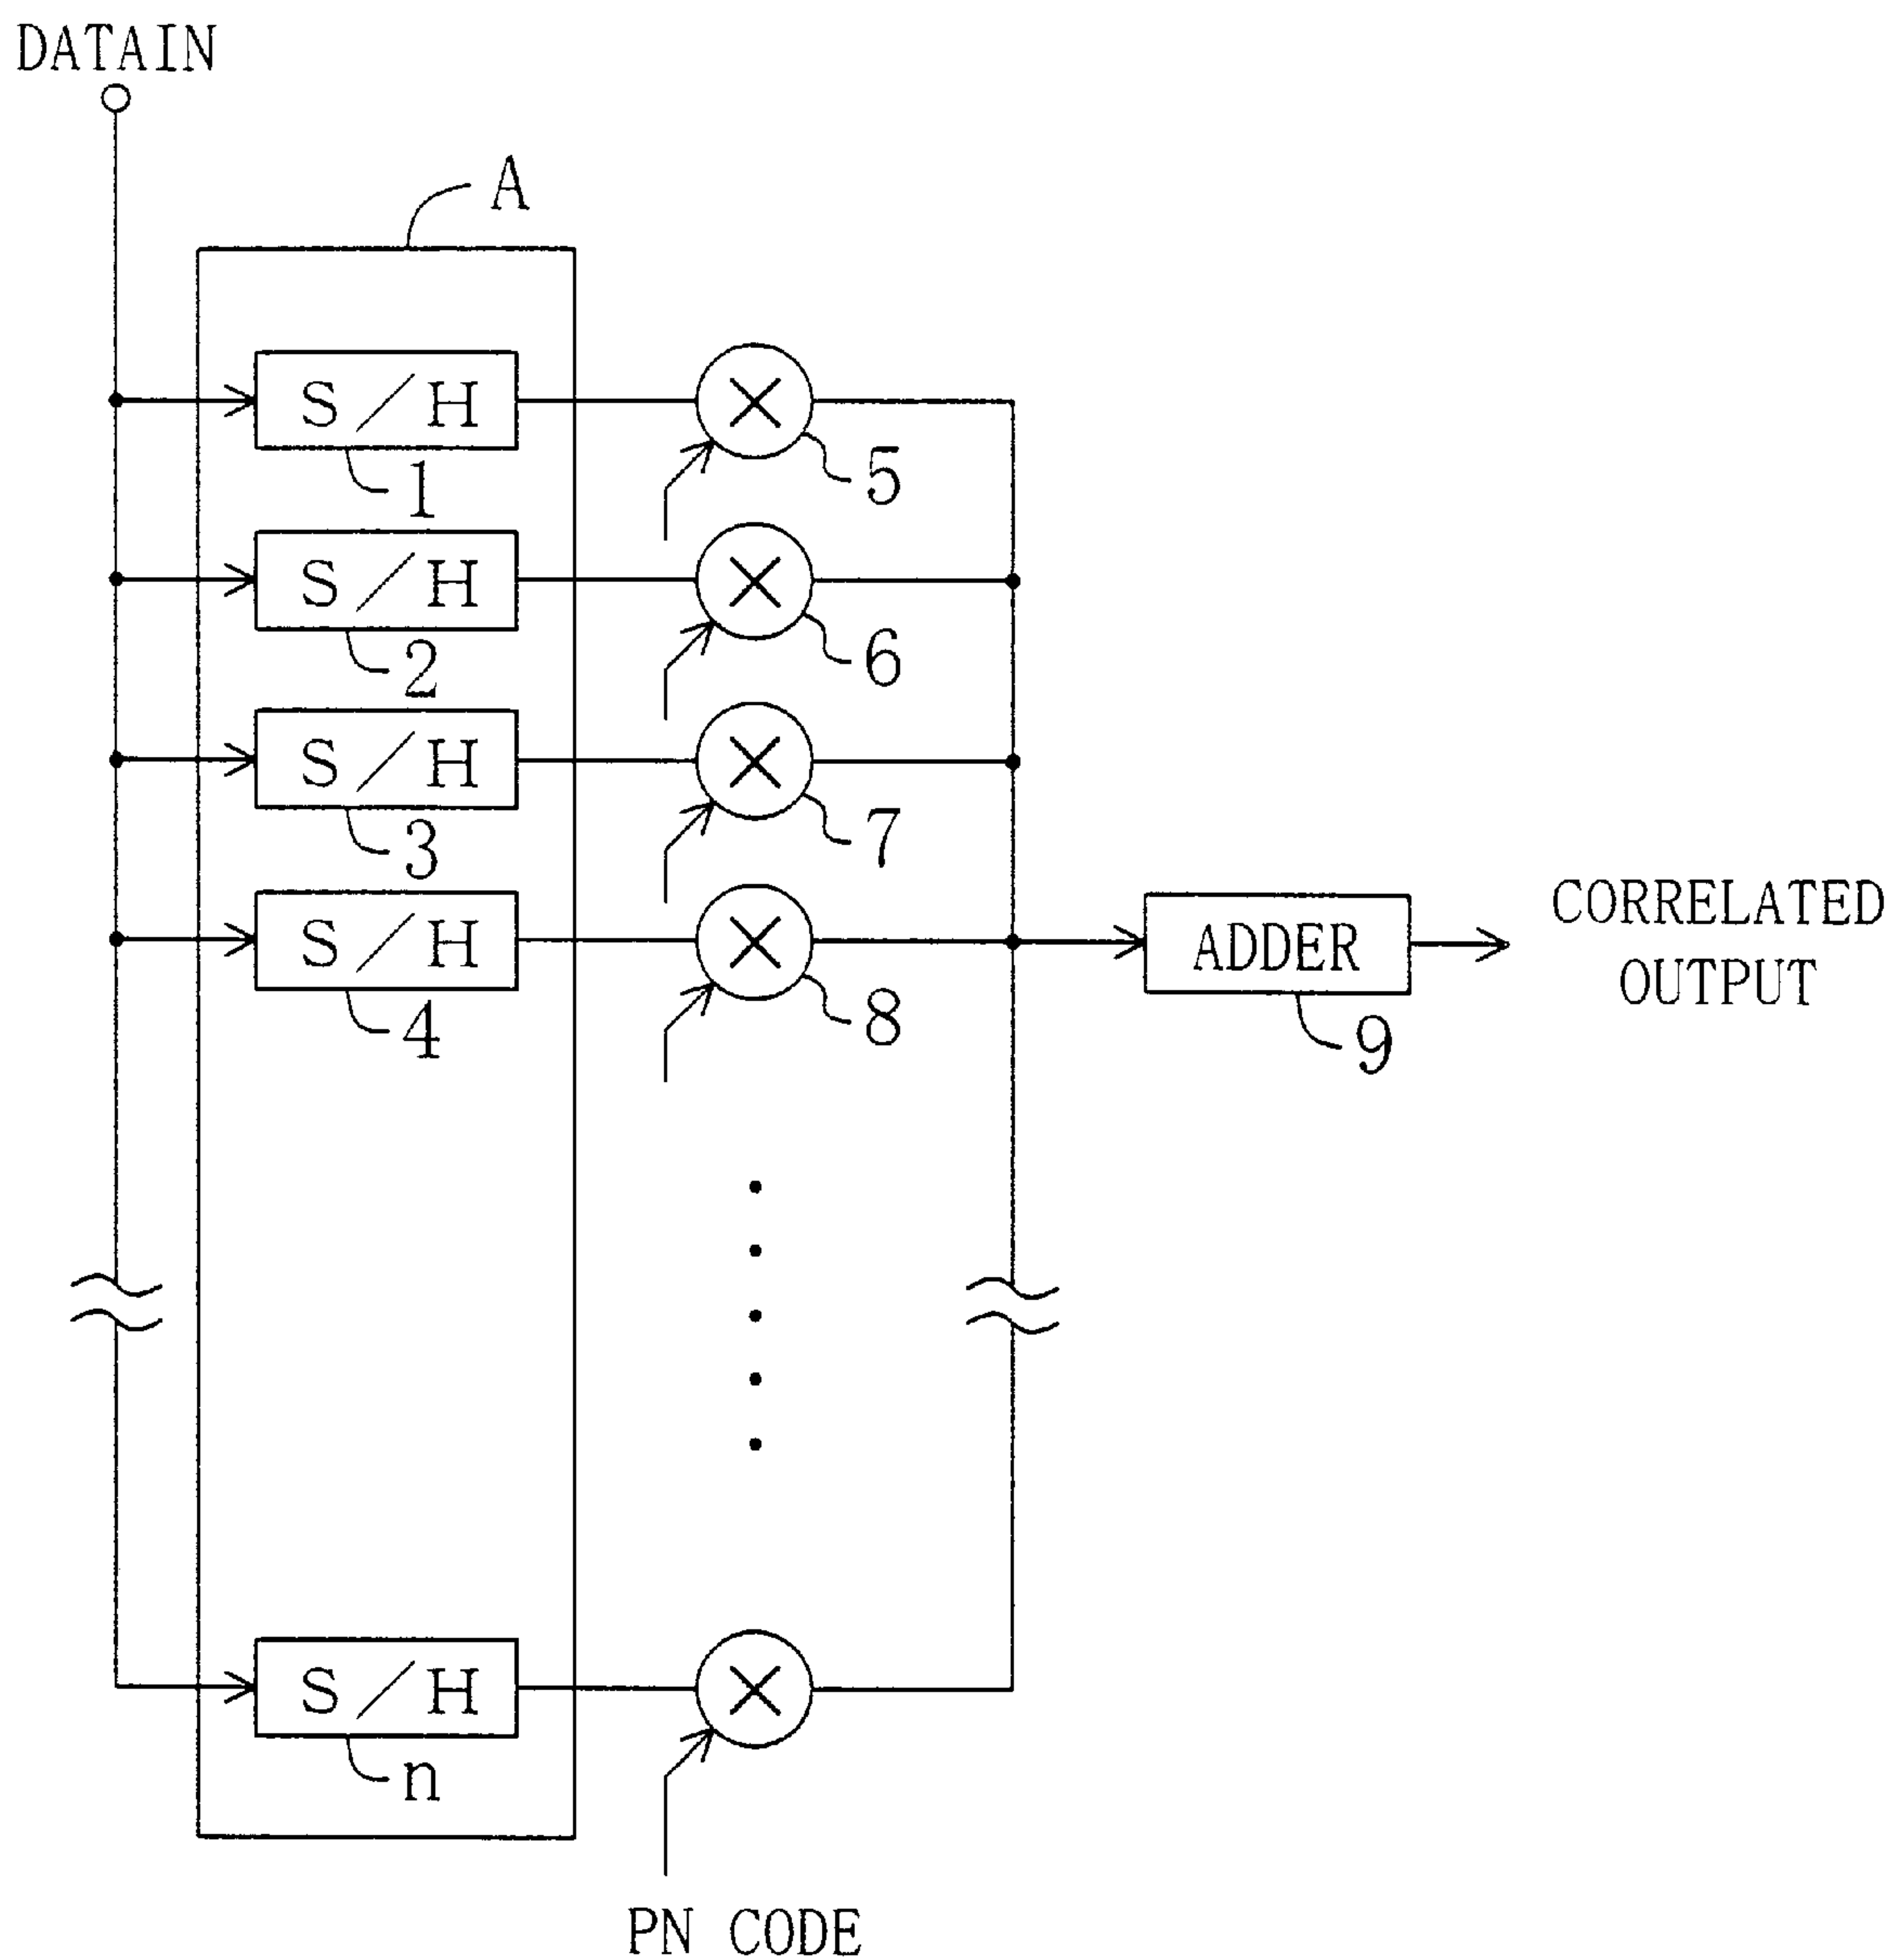 DATAIN
A
S/H
1
5
S/H
2
6
S/H
3
7
S/H
4
8
ADDER
9
CORRELATED
OUTPUT
S/H
n
PN CODE